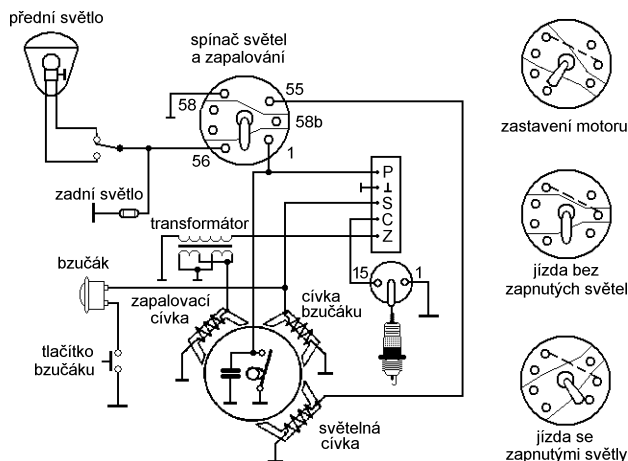 přední světlo
spínač světel
a zapalování
58
55
58b
56
1
zadní světlo
transformátor
P
⊥
S
C
Z
bzučák
zapalovací
cívka
cívka
bzučáku
15
1
tlačítko
bzučáku
světelná
cívka
zastavení motoru
jízda bez
zapnutých světel
jízda se
zapnutými světly